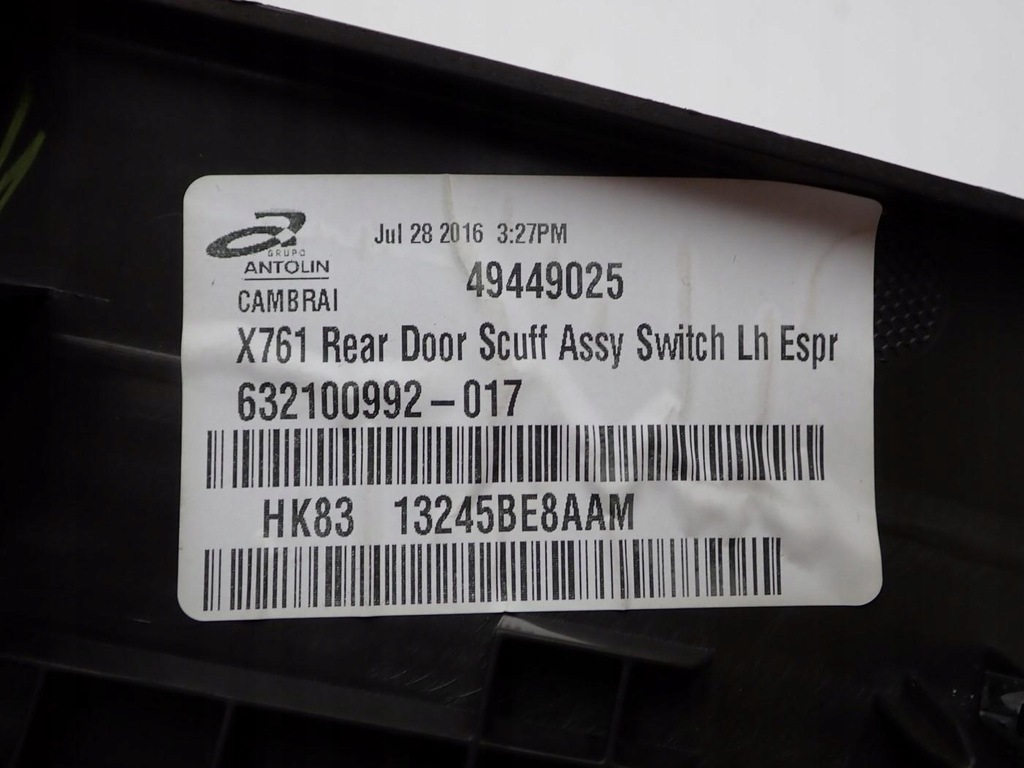 Jul 28 2016 3:27PM
GRUPO
ANTOLIN
49449025
CAMBRAI
X761 Rear Door Scuff Assy Switch Lh Espr
632100992-017
HK83 13245BE8AAM